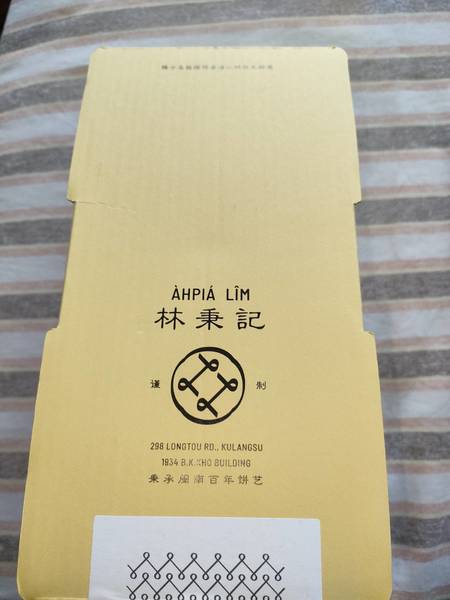 ÀHPIÁ LÎM
林秉記
谨 制
298 LONGTOU RD., KULANGSU
1934 B.K.KHO BUILDING
秉承闽南百年饼艺